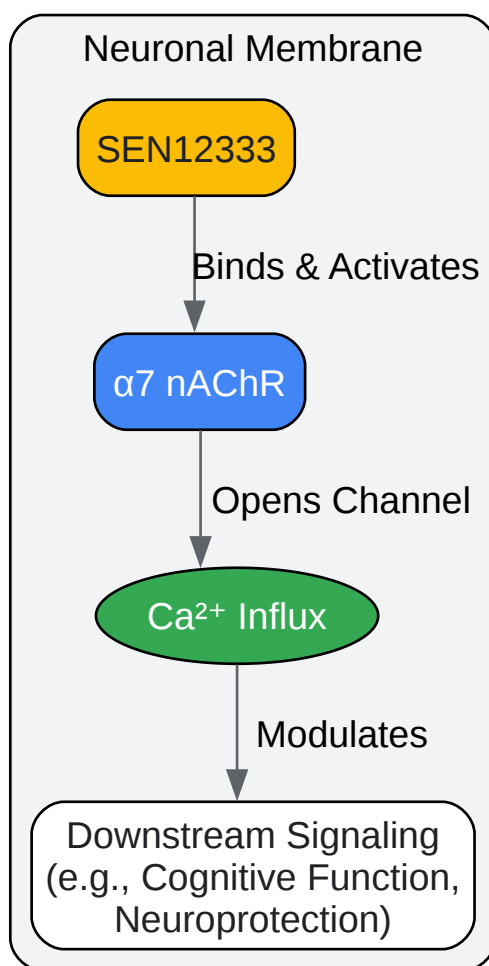 Neuronal Membrane
SEN12333
Binds & Activates
α7 nAChR
Opens Channel
Ca²⁺ Influx
Modulates
Downstream Signaling
(e.g., Cognitive Function,
Neuroprotection)